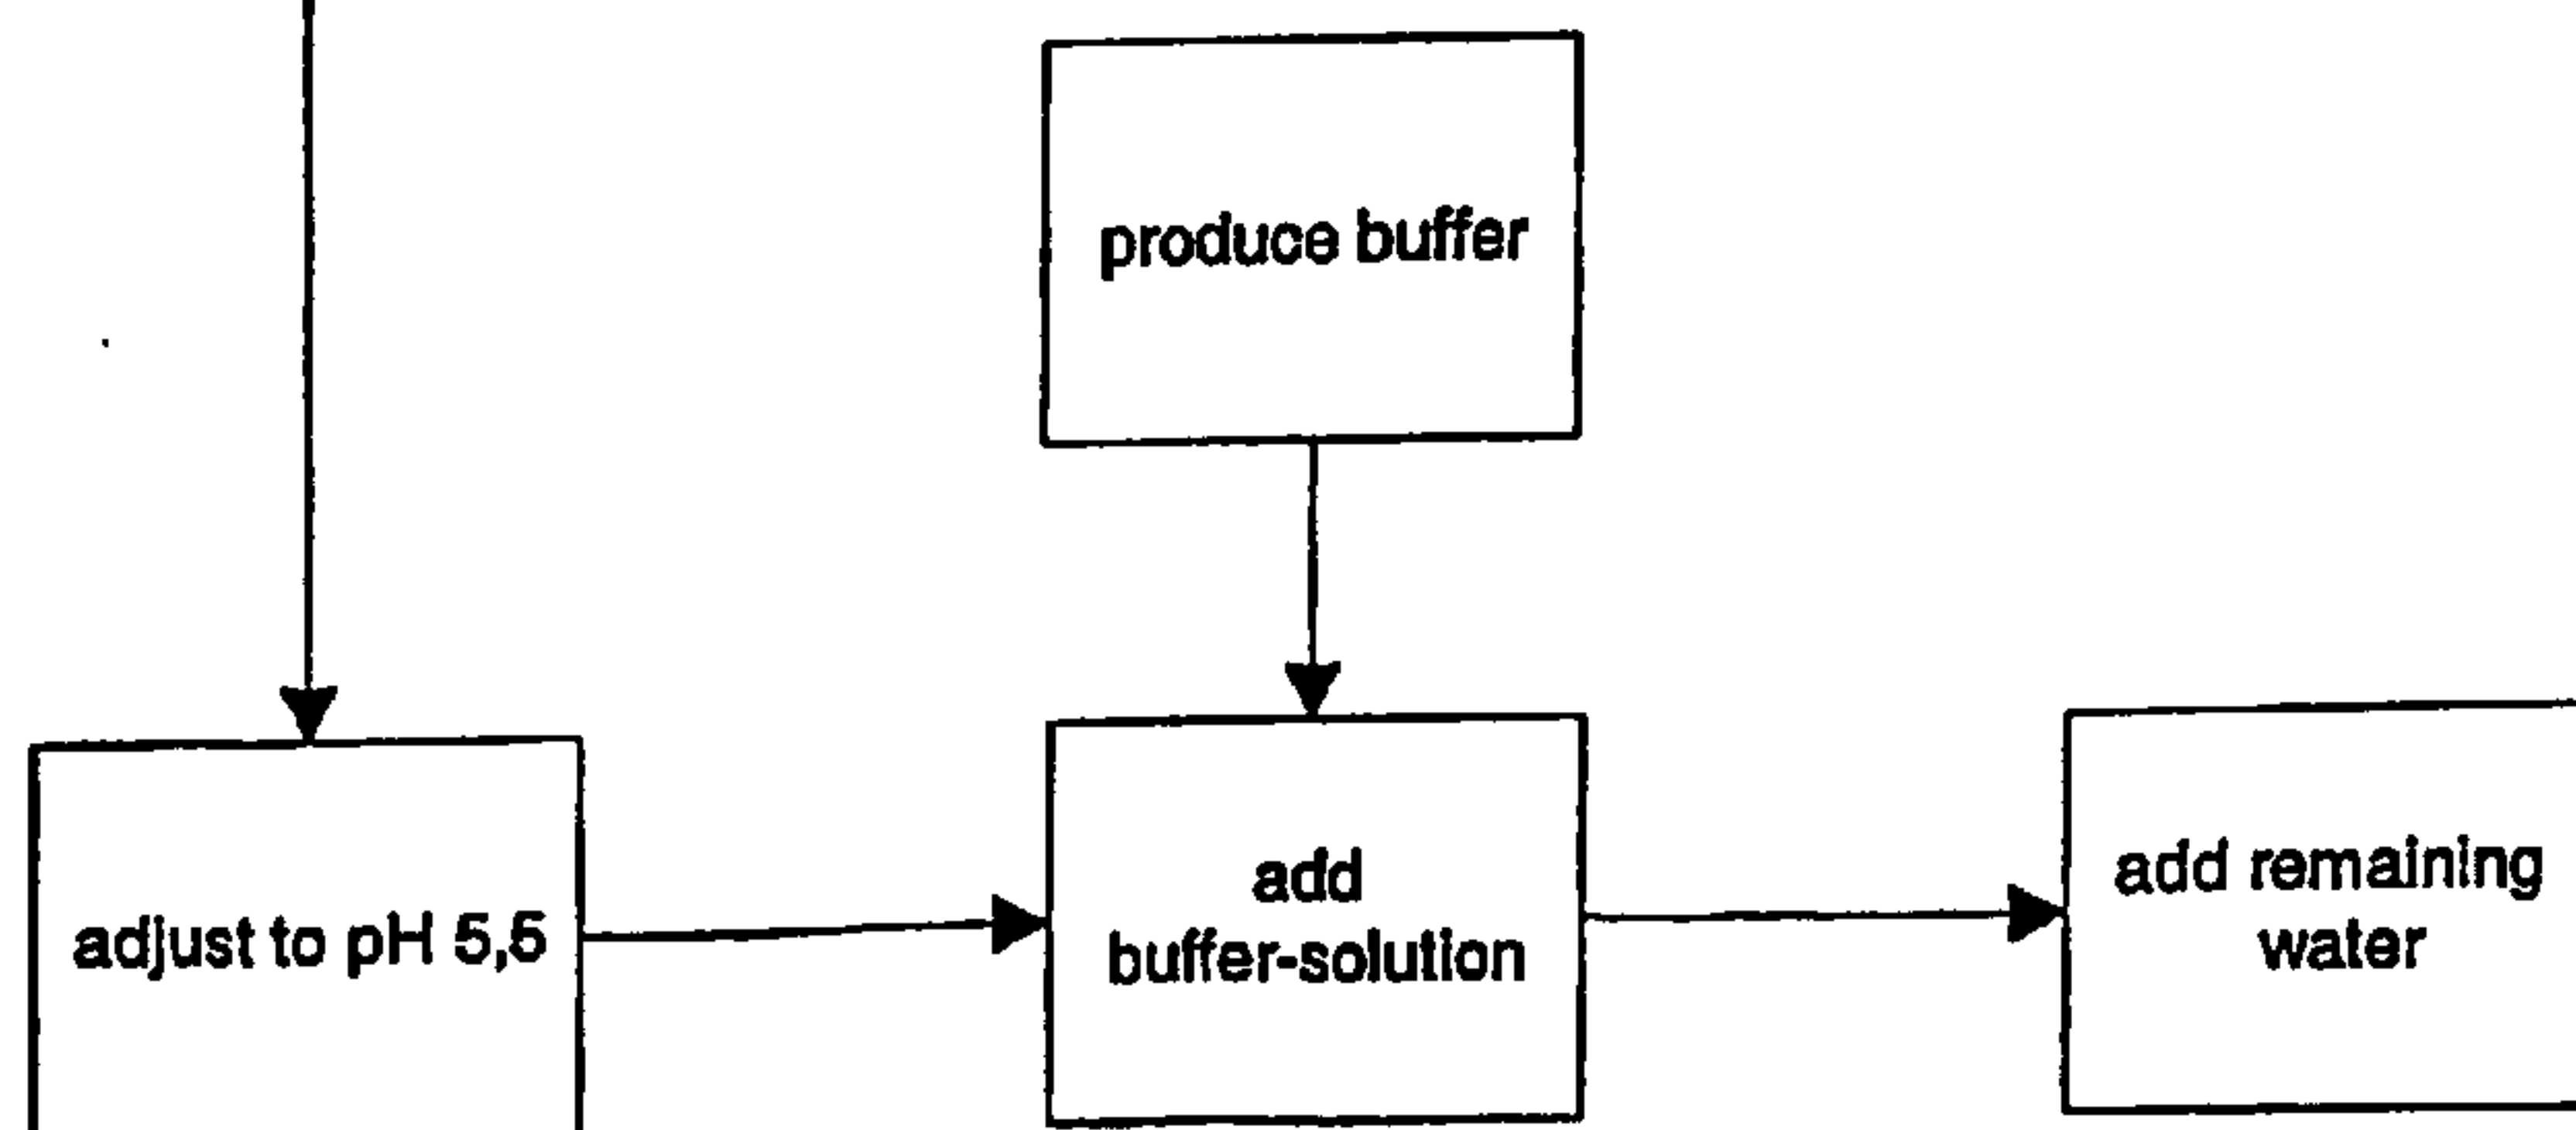 produce buffer
adjust to pH 5,5
add
buffer-solution
add remaining
water